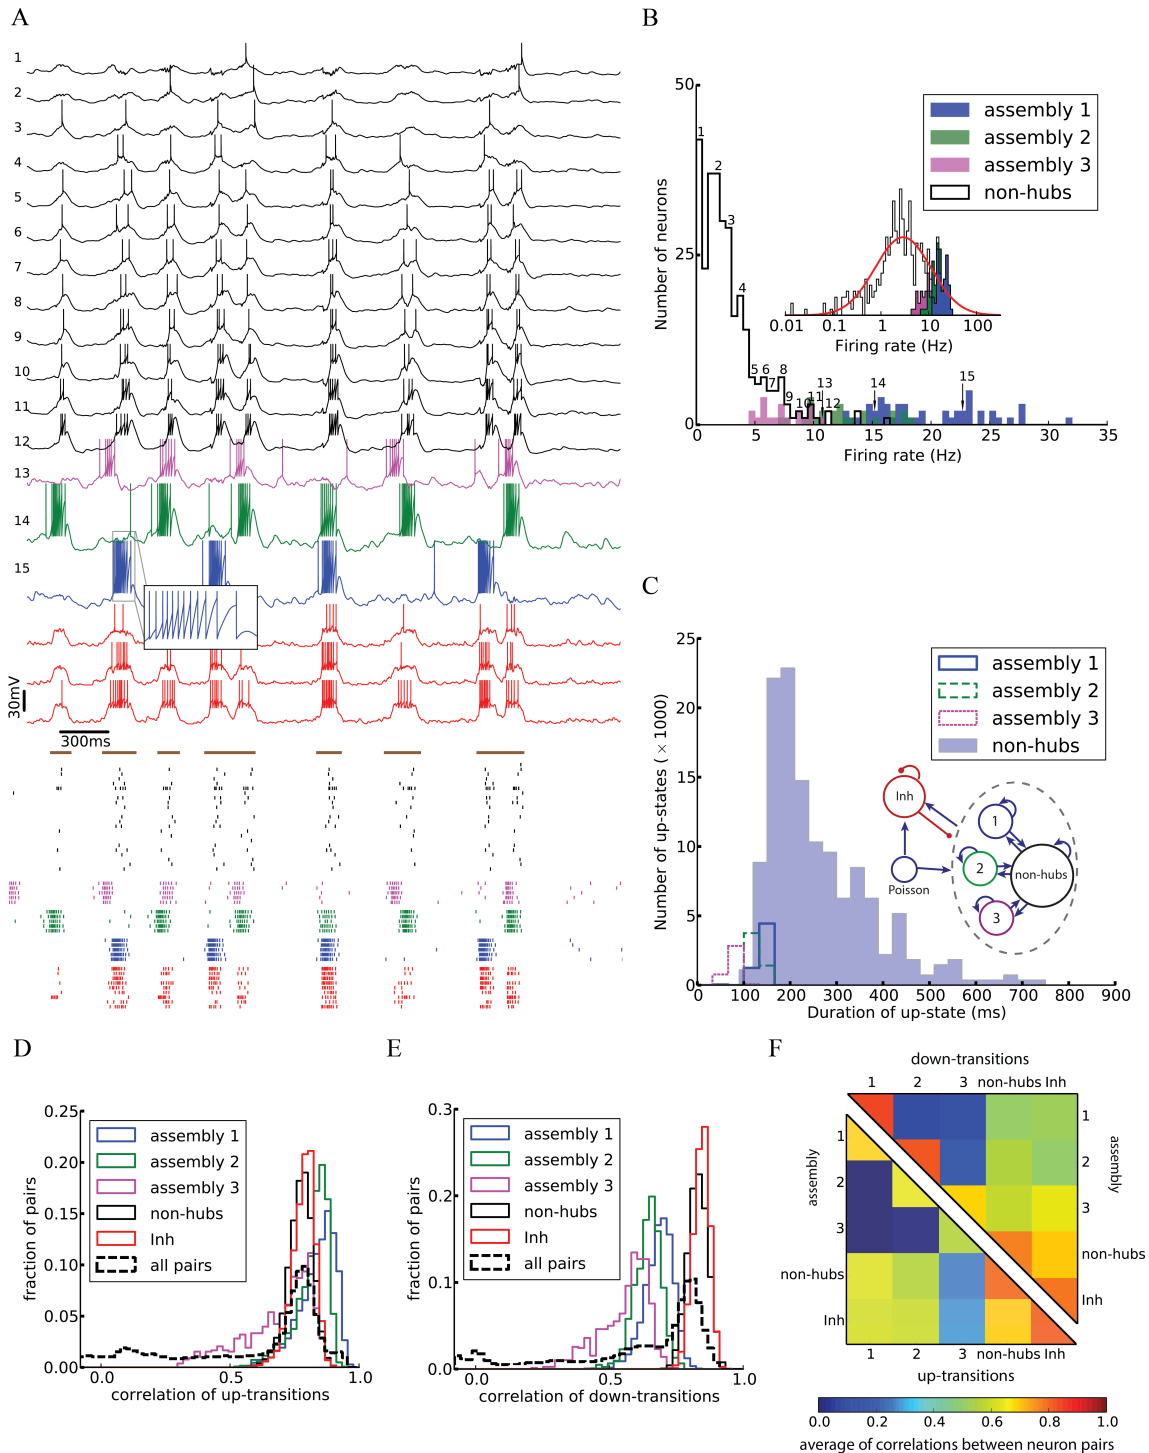 A
1
2
3
4
5
6
7
8
9
10
11
12
13
14
15
30mV
300ms
B
50
25
0
Number of neurons
1
2
3
4
5 6
7
8
9
10
11
12
13
14
15
assembly 1
assembly 2
assembly 3
non-hubs
0.01 0.1 1 10 100
Firing rate (Hz)
0 5 10 15 20 25 30 35
Firing rate (Hz)
C
25
20
15
10
5
0
Number of up-states ( × 1000)
assembly 1
assembly 2
assembly 3
non-hubs
Inh
1
2
3
non-hubs
Poisson
0 100 200 300 400 500 600 700 800 900
Duration of up-state (ms)
D
0.25
0.20
0.15
0.10
0.05
0.00
fraction of pairs
assembly 1
assembly 2
assembly 3
non-hubs
Inh
all pairs
0.0 0.5 1.0
correlation of up-transitions
E
0.3
0.2
0.1
0.0
fraction of pairs
assembly 1
assembly 2
assembly 3
non-hubs
Inh
all pairs
0.0 0.5 1.0
correlation of down-transitions
F
down-transitions
1 2 3 non-hubs Inh
assembly
1
2
3
non-hubs
Inh
1
2
3
non-hubs
Inh
assembly
1 2 3 non-hubs Inh
up-transitions
0.0 0.2 0.4 0.6 0.8 1.0
average of correlations between neuron pairs